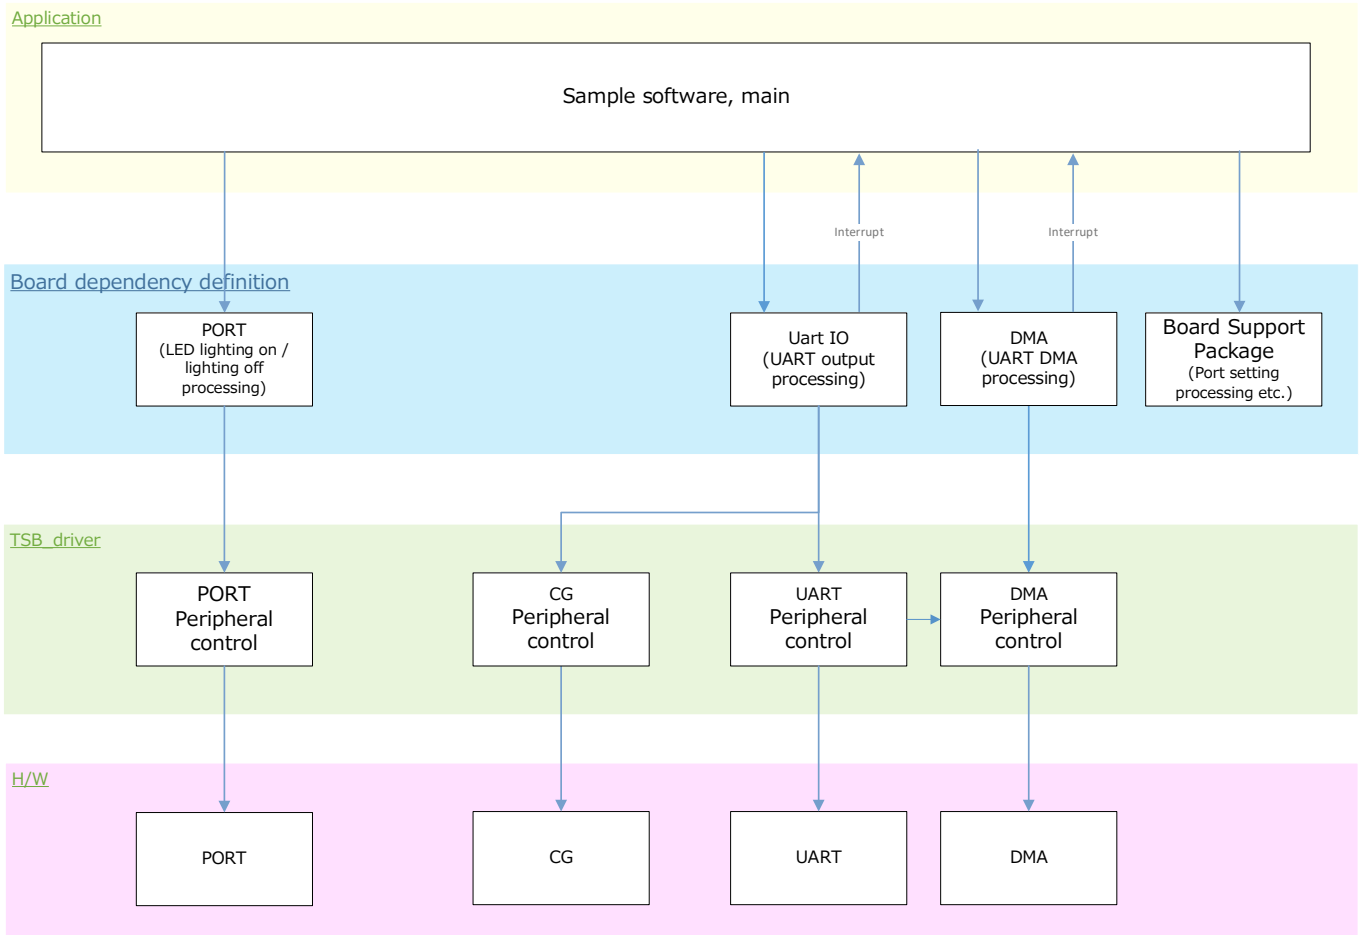 Application
Sample software, main
Interrupt
Interrupt
Board dependency definition
PORT
(LED lighting on /
lighting off
processing)
Uart IO
(UART output
processing)
DMA
(UART DMA
processing)
Board Support
Package
(Port setting
processing etc.)
TSB_driver
PORT
Peripheral
control
CG
Peripheral
control
UART
Peripheral
control
DMA
Peripheral
control
H/W
PORT
CG
UART
DMA